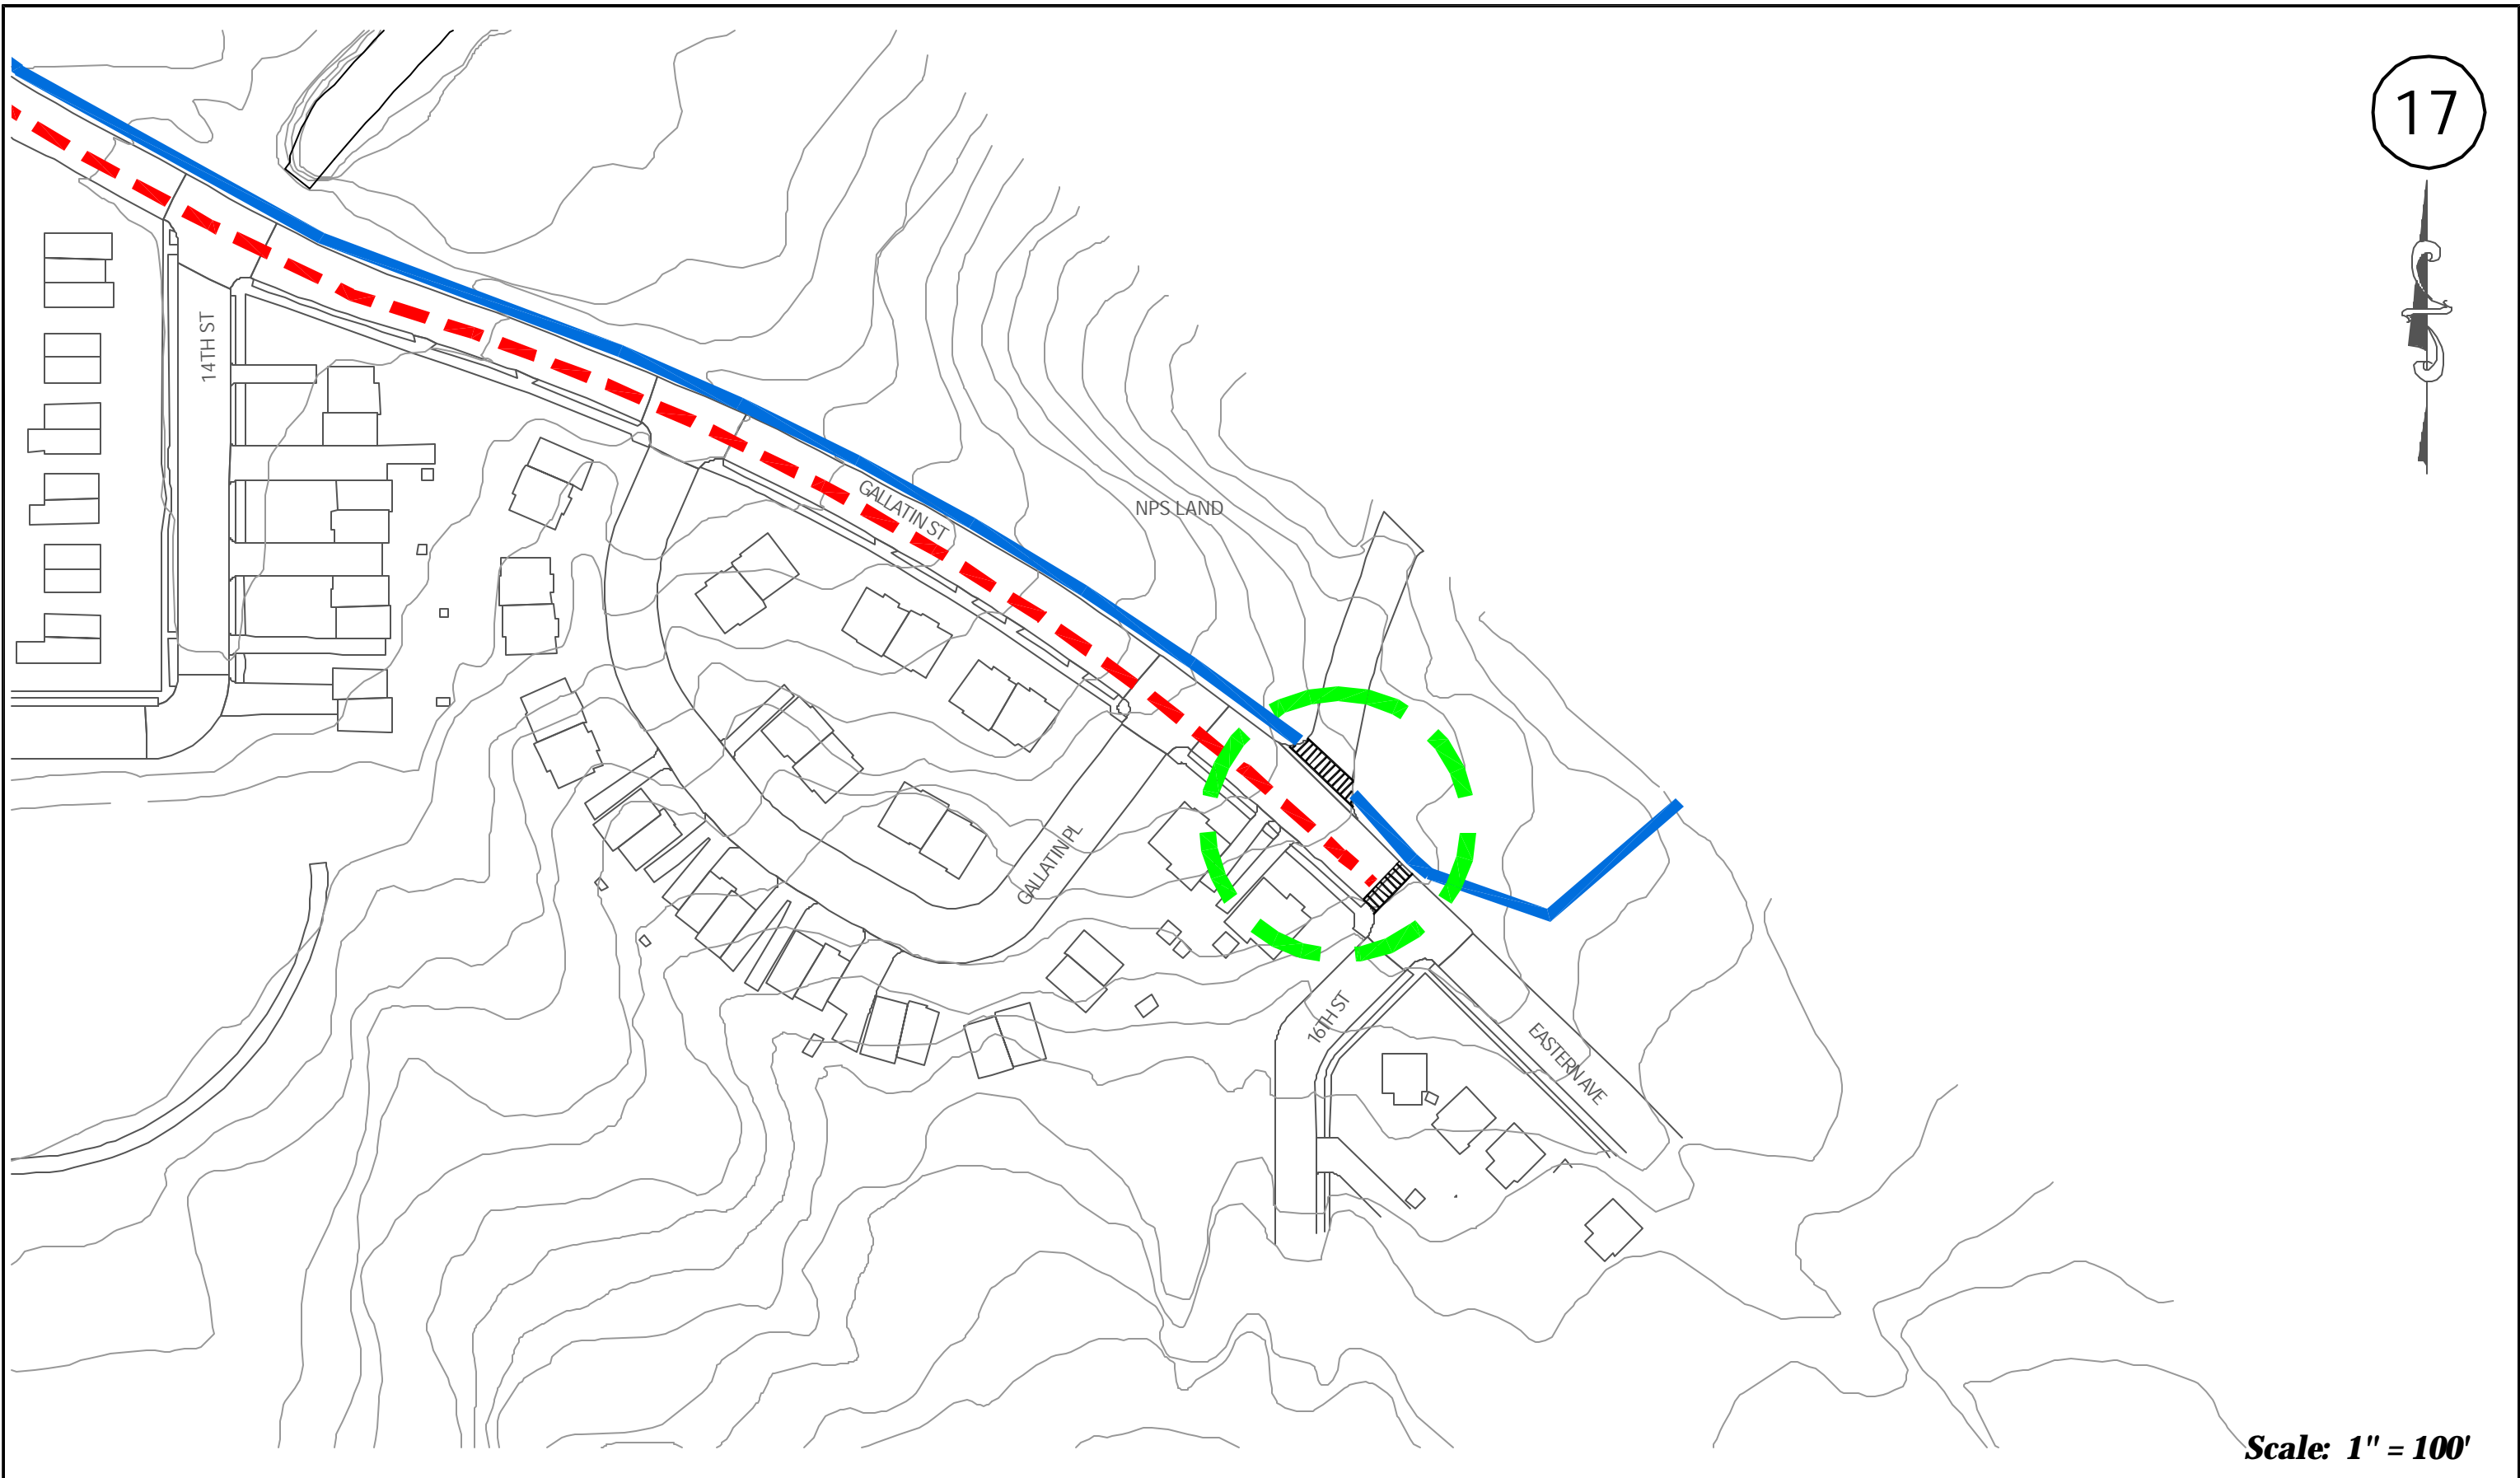 17
14TH ST
GALLATIN ST
NPS LAND
GALLATIN PL
16TH ST
EASTERN AVE
Scale: 1" = 100'